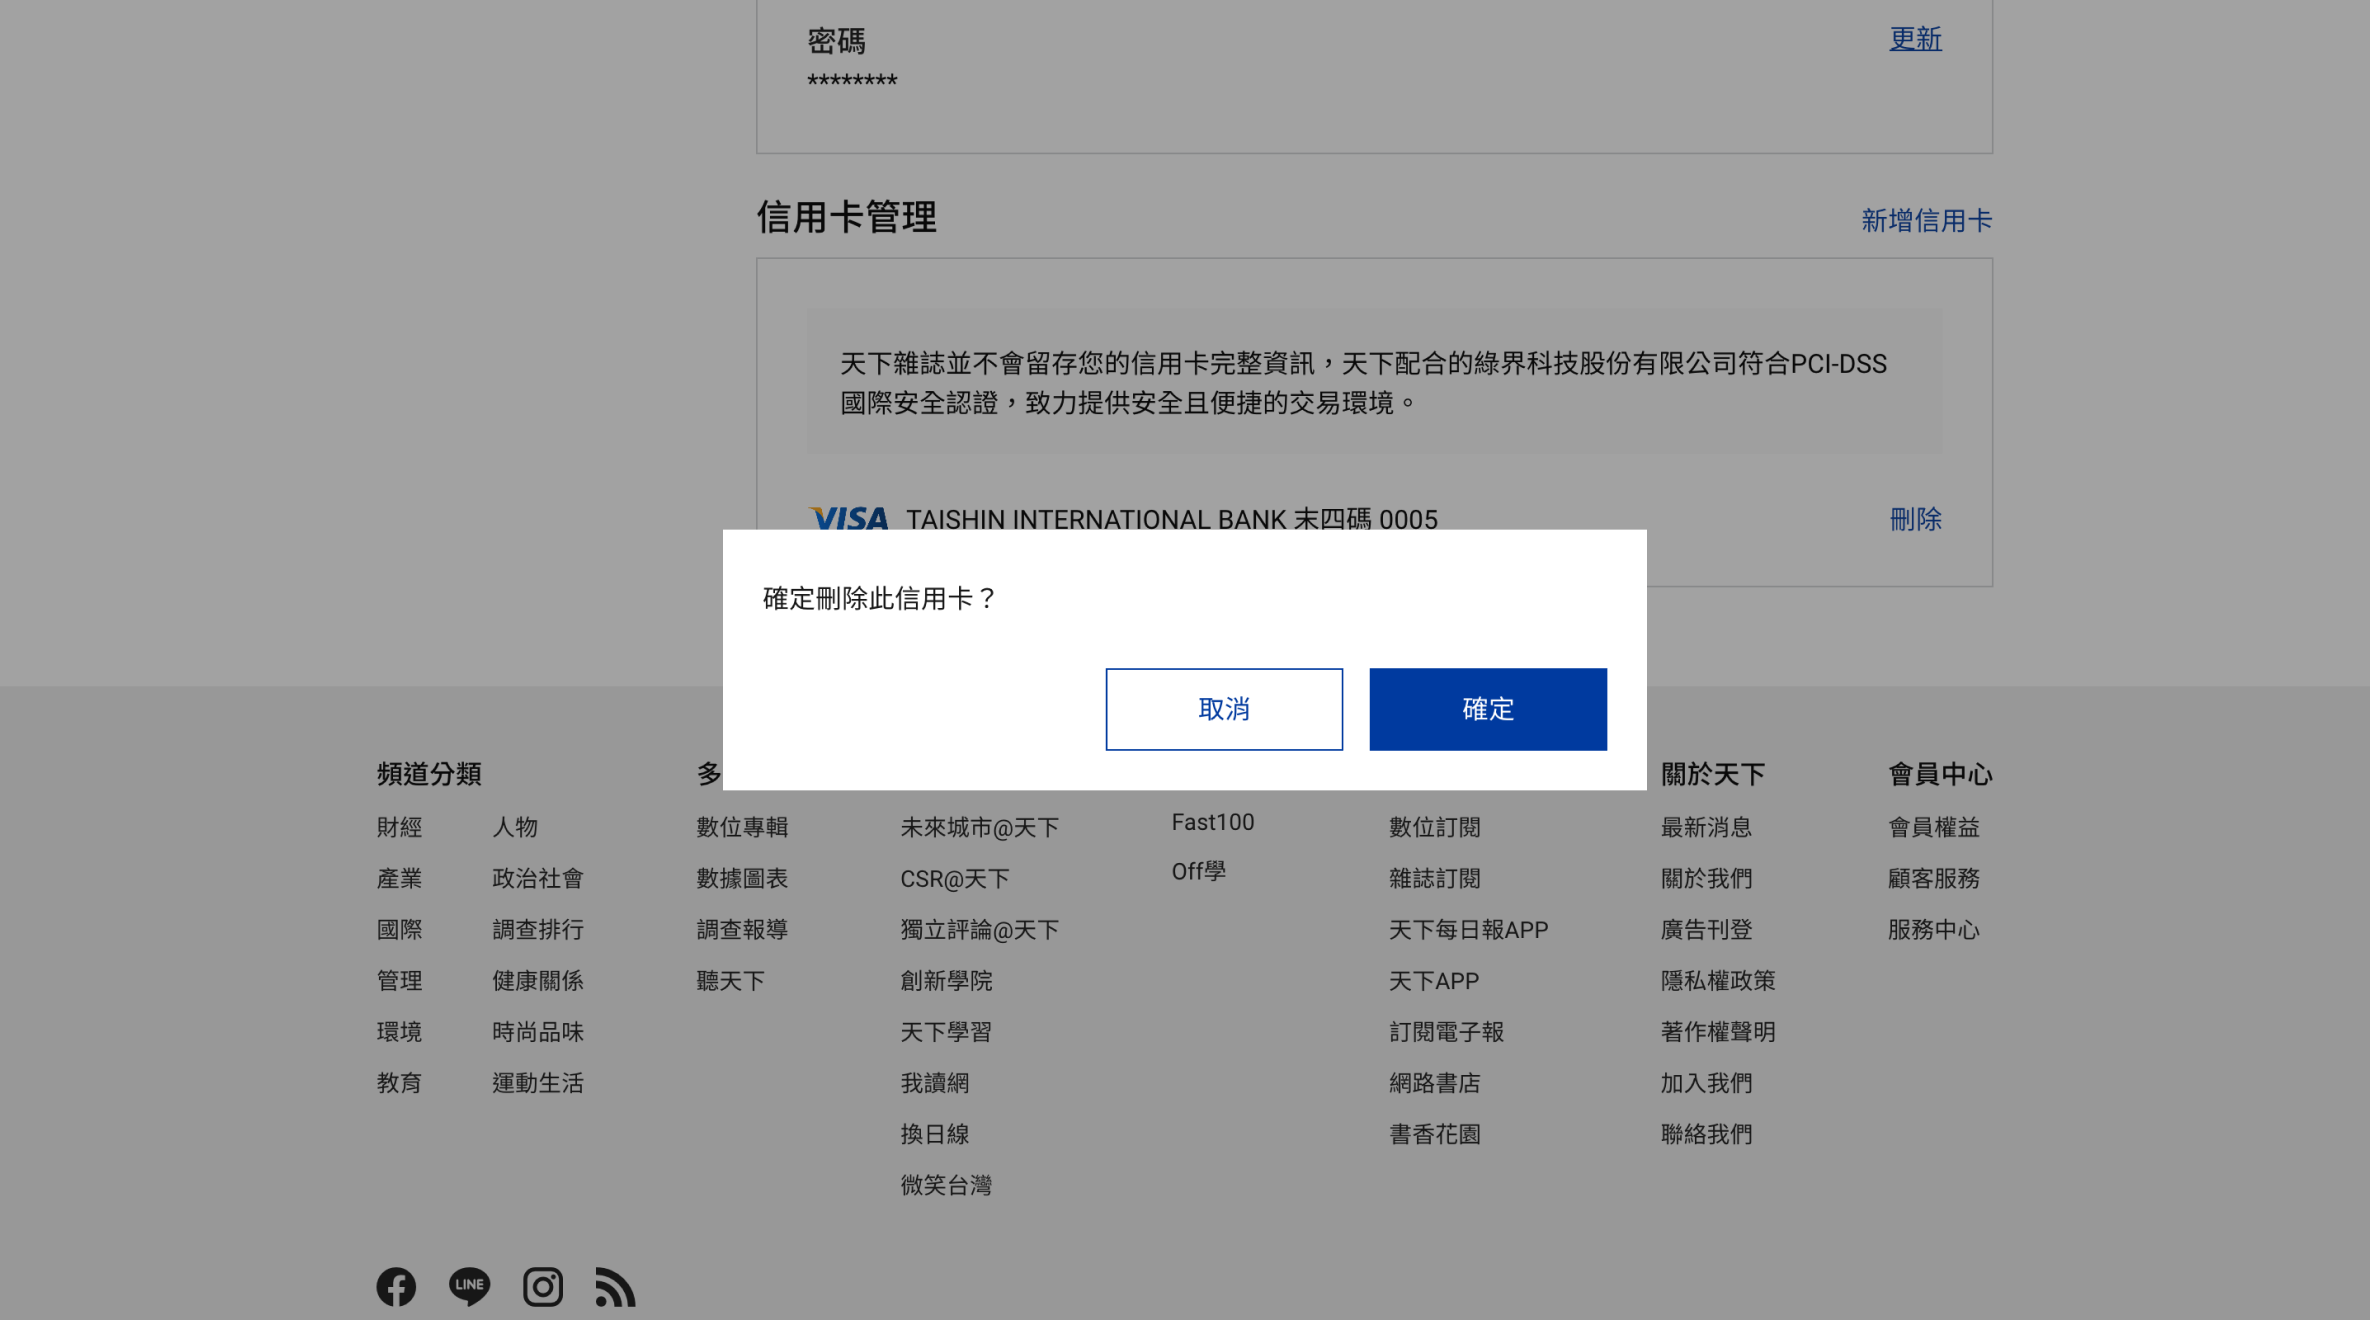 密碼
更新
********
信用卡管理
新增信用卡
天下雜誌並不會留存您的信用卡完整資訊，天下配合的綠界科技股份有限公司符合PCI-DSS
國際安全認證，致力提供安全且便捷的交易環境。
VISA TAISHIN INTERNATIONAL BANK 末四碼 0005
刪除
確定刪除此信用卡？
取消
確定
頻道分類
財經
產業
國際
管理
環境
教育
人物
政治社會
調查排行
健康關係
時尚品味
運動生活
多
數位專輯
數據圖表
調查報導
聽天下
未來城市@天下
CSR@天下
獨立評論@天下
創新學院
天下學習
我讀網
換日線
微笑台灣
Fast100
Off學
數位訂閱
雜誌訂閱
天下每日報APP
天下APP
訂閱電子報
網路書店
書香花園
關於天下
最新消息
關於我們
廣告刊登
隱私權政策
著作權聲明
加入我們
聯絡我們
會員中心
會員權益
顧客服務
服務中心
LINE